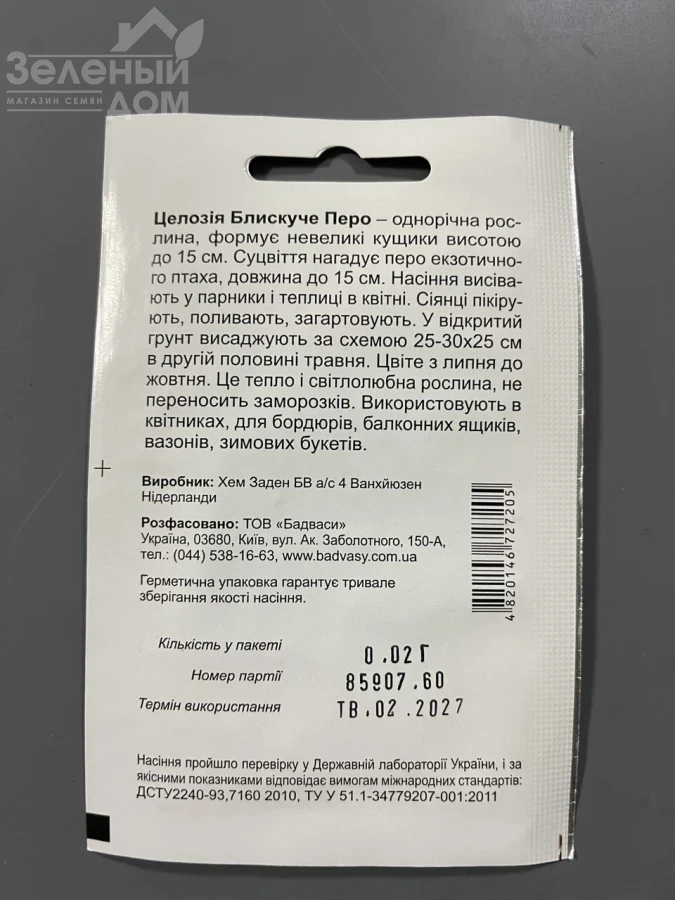 Зеленый
МАГАЗИН СЕМЯН ДОМ
Целозія Блискуче Перо – однорічна рос-
лина, формує невеликі кущики висотою
до 15 см. Суцвіття нагадує перо екзотично-
го птаха, довжина до 15 см. Насіння висіва-
ють у парники і теплиці в квітні. Сіянці пікіру-
ють, поливають, загартовують. У відкритий
грунт висаджують за схемою 25-30х25 см
в другій половині травня. Цвіте з липня до
жовтня. Це тепло і світлолюбна рослина, не
переносить заморозків. Використовують в
квітниках, для бордюрів, балконних ящиків,
вазонів, зимових букетів.
Виробник: Хем Заден БВ а/с 4 Ванхйюзен
Нідерланди
Розфасовано: ТОВ «Бадваси»
Україна, 03680, Київ, вул. Ак. Заболотного, 150-А,
тел.: (044) 538-16-63, www.badvasy.com.ua
Герметична упаковка гарантує тривале
зберігання якості насіння.
4 820146 727205
Кількість у пакеті 0.02Г
Номер партії 85907.60
Термін використання ТВ.02.2027
Насіння пройшло перевірку у Державній лабораторії України, і за
якісними показниками відповідає вимогам міжнародних стандартів:
ДСТУ2240-93,7160 2010, ТУ У 51.1-34779207-001:2011